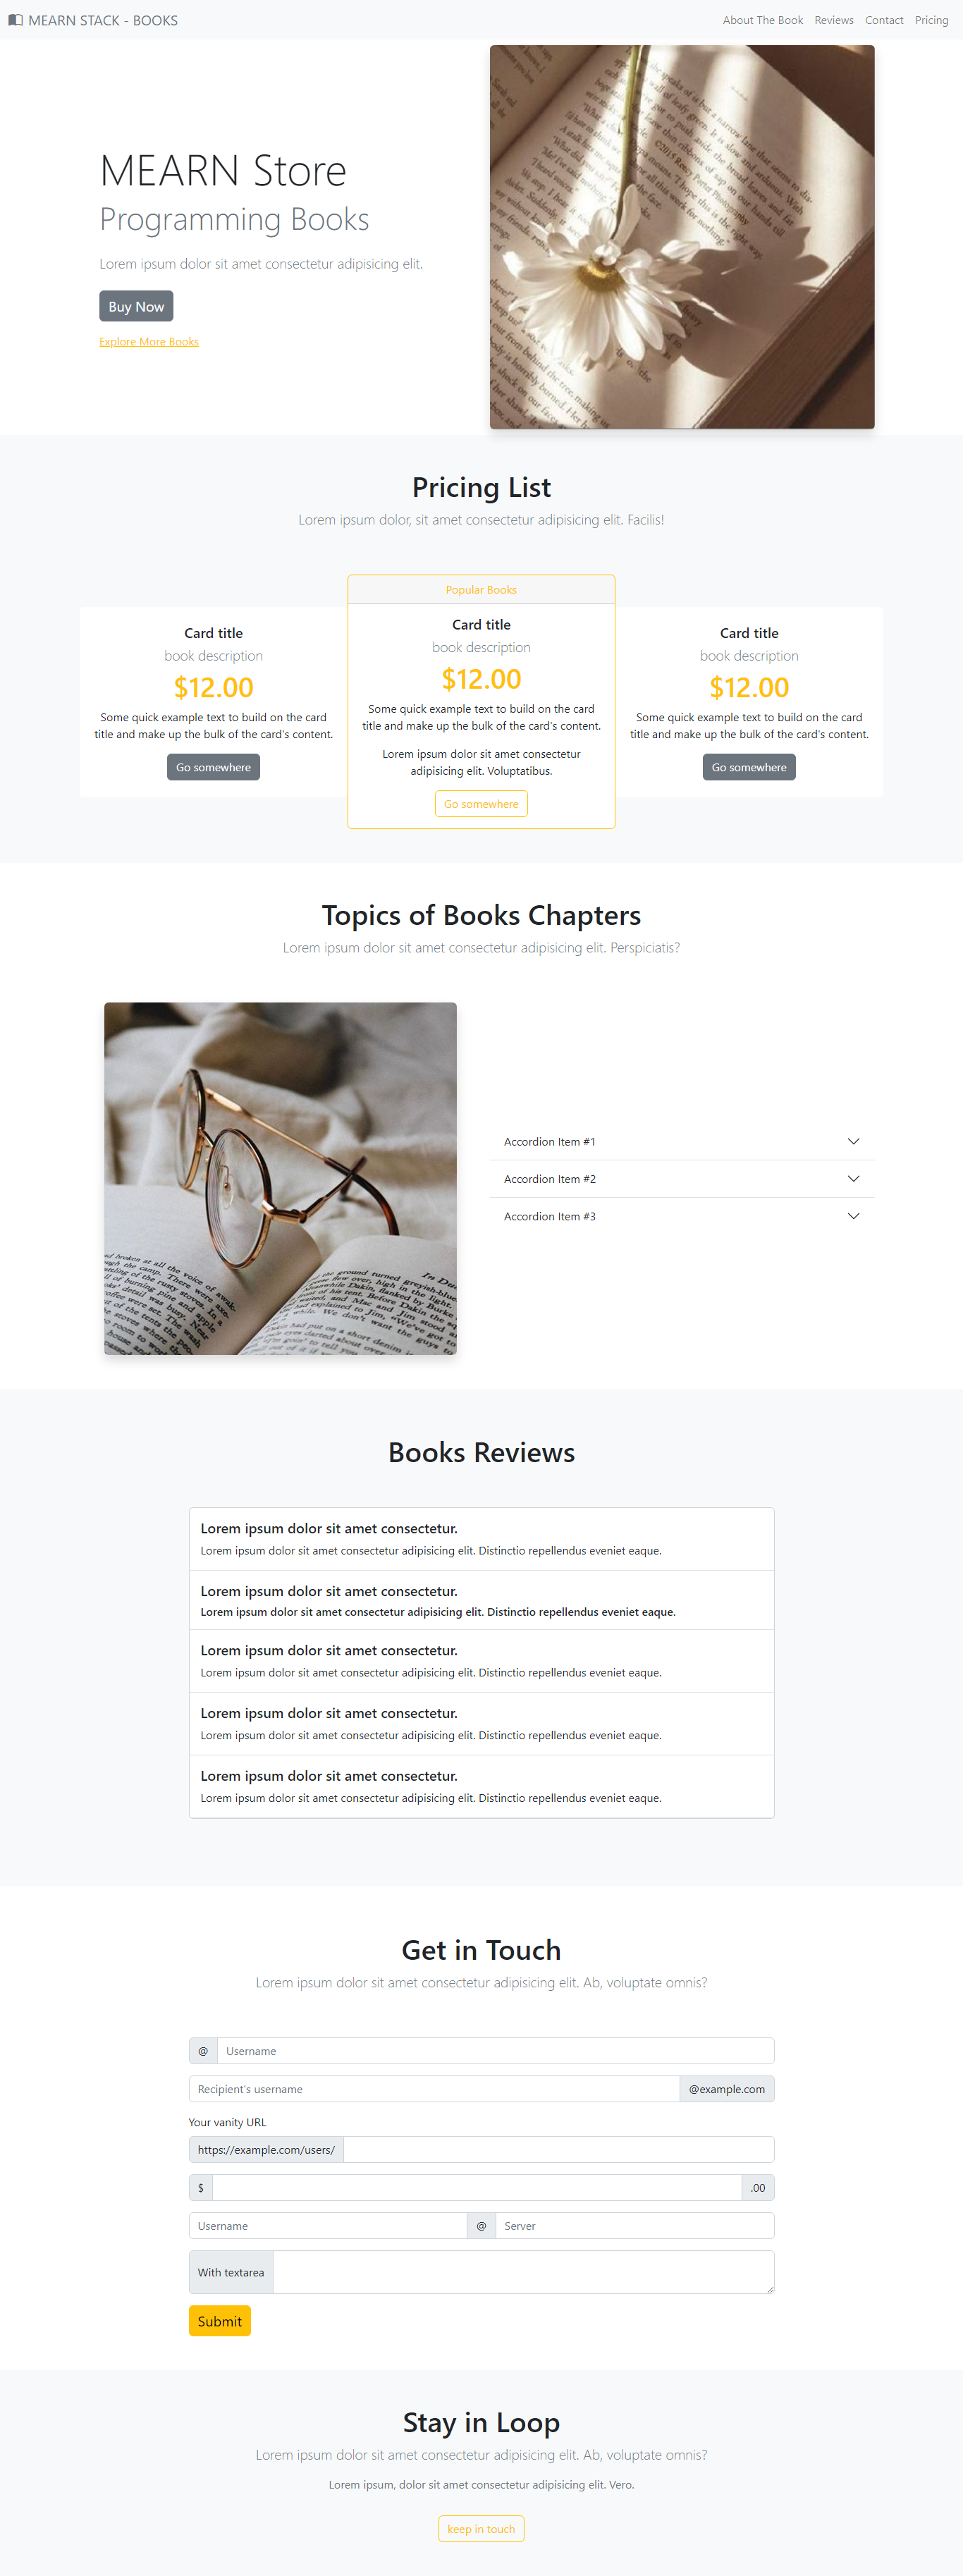 MEARN STACK - BOOKS
About The Book Reviews Contact Pricing
MEARN Store
Programming Books
Lorem ipsum dolor sit amet consectetur adipisicing elit.
Buy Now
Explore More Books
©2015 Reese Porter Photography
Pricing List
Lorem ipsum dolor, sit amet consectetur adipisicing elit. Facilis!
Card title
book description
$12.00
Some quick example text to build on the card
title and make up the bulk of the card's content.
Go somewhere
Popular Books
Card title
book description
$12.00
Some quick example text to build on the card
title and make up the bulk of the card's content.
Lorem ipsum dolor sit amet consectetur
adipisicing elit. Voluptatibus.
Go somewhere
Card title
book description
$12.00
Some quick example text to build on the card
title and make up the bulk of the card's content.
Go somewhere
Topics of Books Chapters
Lorem ipsum dolor sit amet consectetur adipisicing elit. Perspiciatis?
Accordion Item #1
Accordion Item #2
Accordion Item #3
Books Reviews
Lorem ipsum dolor sit amet consectetur.
Lorem ipsum dolor sit amet consectetur adipisicing elit. Distinctio repellendus eveniet eaque.
Lorem ipsum dolor sit amet consectetur.
Lorem ipsum dolor sit amet consectetur adipisicing elit. Distinctio repellendus eveniet eaque.
Lorem ipsum dolor sit amet consectetur.
Lorem ipsum dolor sit amet consectetur adipisicing elit. Distinctio repellendus eveniet eaque.
Lorem ipsum dolor sit amet consectetur.
Lorem ipsum dolor sit amet consectetur adipisicing elit. Distinctio repellendus eveniet eaque.
Lorem ipsum dolor sit amet consectetur.
Lorem ipsum dolor sit amet consectetur adipisicing elit. Distinctio repellendus eveniet eaque.
Get in Touch
Lorem ipsum dolor sit amet consectetur adipisicing elit. Ab, voluptate omnis?
@ Username
Recipient's username @example.com
Your vanity URL
https://example.com/users/
$ .00
Username @ Server
With textarea
Submit
Stay in Loop
Lorem ipsum dolor sit amet consectetur adipisicing elit. Ab, voluptate omnis?
Lorem ipsum, dolor sit amet consectetur adipisicing elit. Vero.
keep in touch